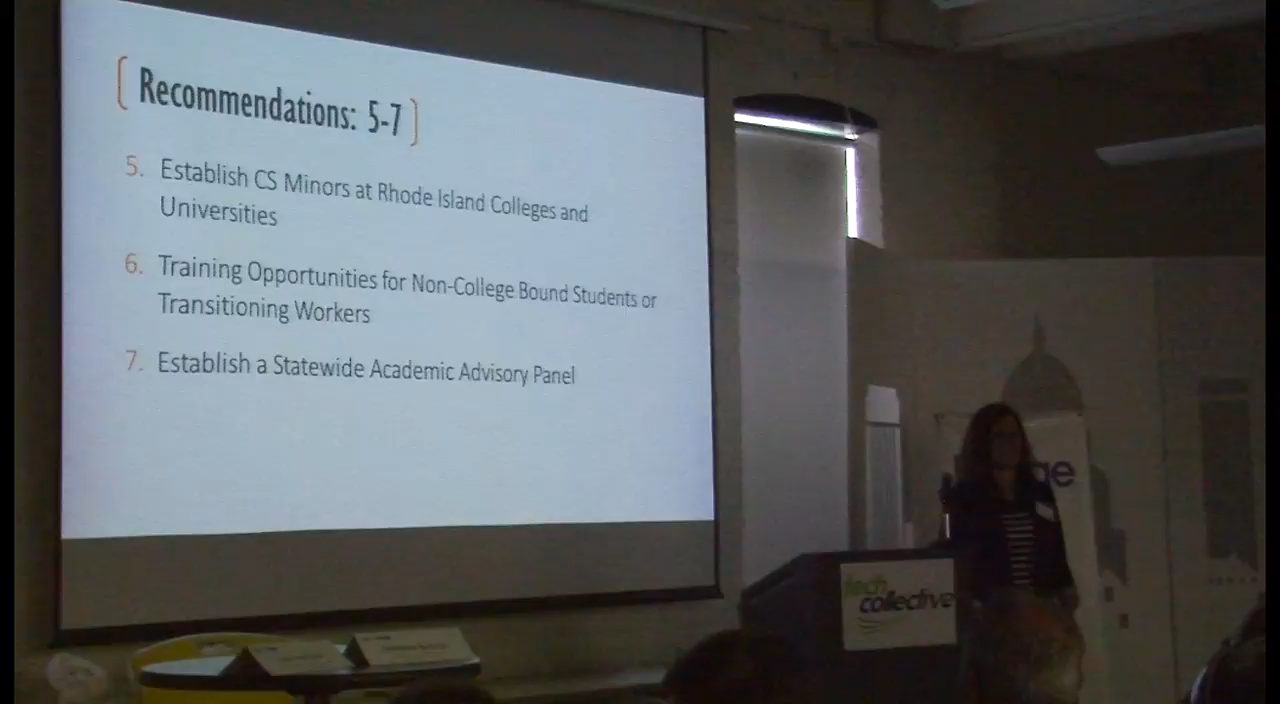 [ Recommendations: 5-7 ]
5. Establish CS Minors at Rhode Island Colleges and
Universities
6. Training Opportunities for Non-College Bound Students or
Transitioning Workers
7. Establish a Statewide Academic Advisory Panel
tech
collective